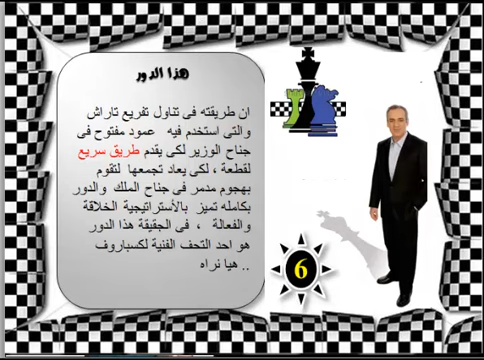 هذا الدور
ان طريقته فى تناول تفريع تاراش
والتى استخدم فيه عمود مفتوح فى
جناح الوزير لكى يقدم طريق سريع
لقطعة ، لكى يعاد تجمعها لتقوم
بهجوم مدمر فى جناح الملك والدور
بكامله تميز بالأستراتيجية الخلاقة
والفعالة ، فى الحقيقة هذا الدور
هو احد التحف الفنية لكسباروف
.. هيا نراه
6